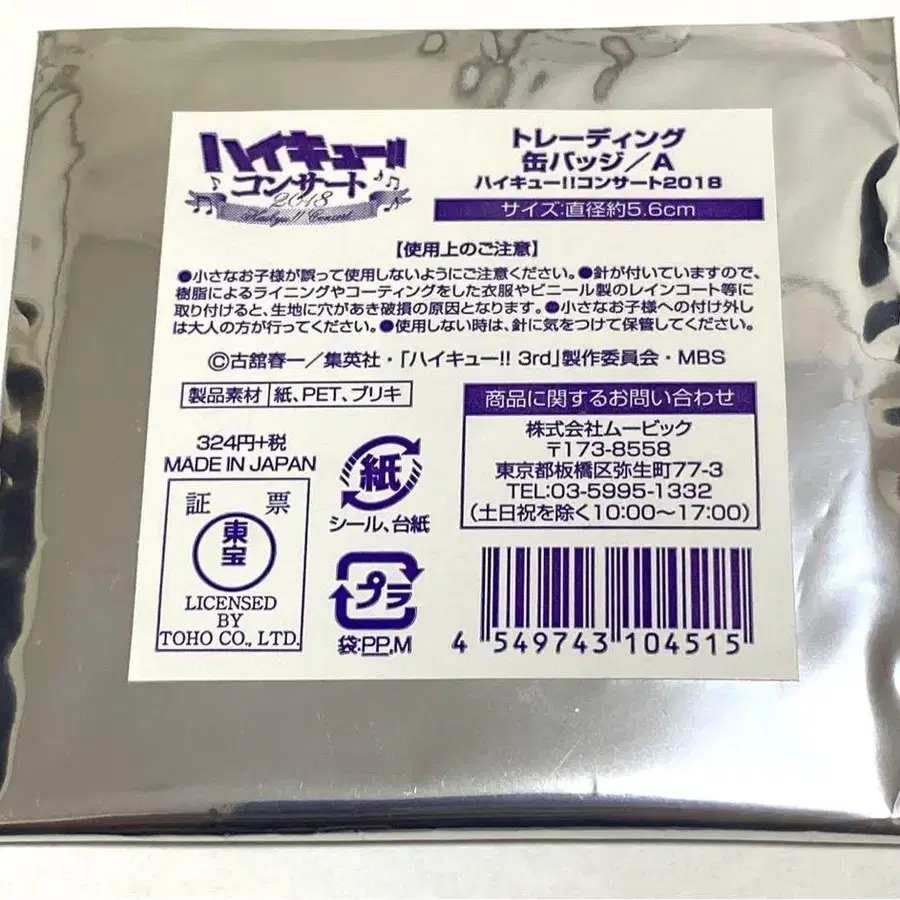 ハイキュー!!
コンサート
2018
Haikyu!! Concert
トレーディング
缶バッジ/A
ハイキュー!!コンサート2018
サイズ:直径約5.6cm
【使用上のご注意】
●小さなお子様が誤って使用しないようにご注意ください。●針が付いていますので、
樹脂によるライニングやコーティングをした衣服やビニール製のレインコート等に
取り付けると、生地に穴があき破損の原因となります。●小さなお子様への付け外し
は大人の方が行ってください。●使用しない時は、針に気をつけて保管してください。
©古舘春一/集英社・「ハイキュー!! 3rd」製作委員会・MBS
製品素材 紙、PET、ブリキ
324円+税
MADE IN JAPAN
証 票
東宝
LICENSED
BY
TOHO CO., LTD.
紙
シール、台紙
プラ
袋:PP,M
商品に関するお問い合わせ
株式会社ムービック
〒173-8558
東京都板橋区弥生町77-3
TEL:03-5995-1332
(土日祝を除く10:00〜17:00)
4 549743 104515